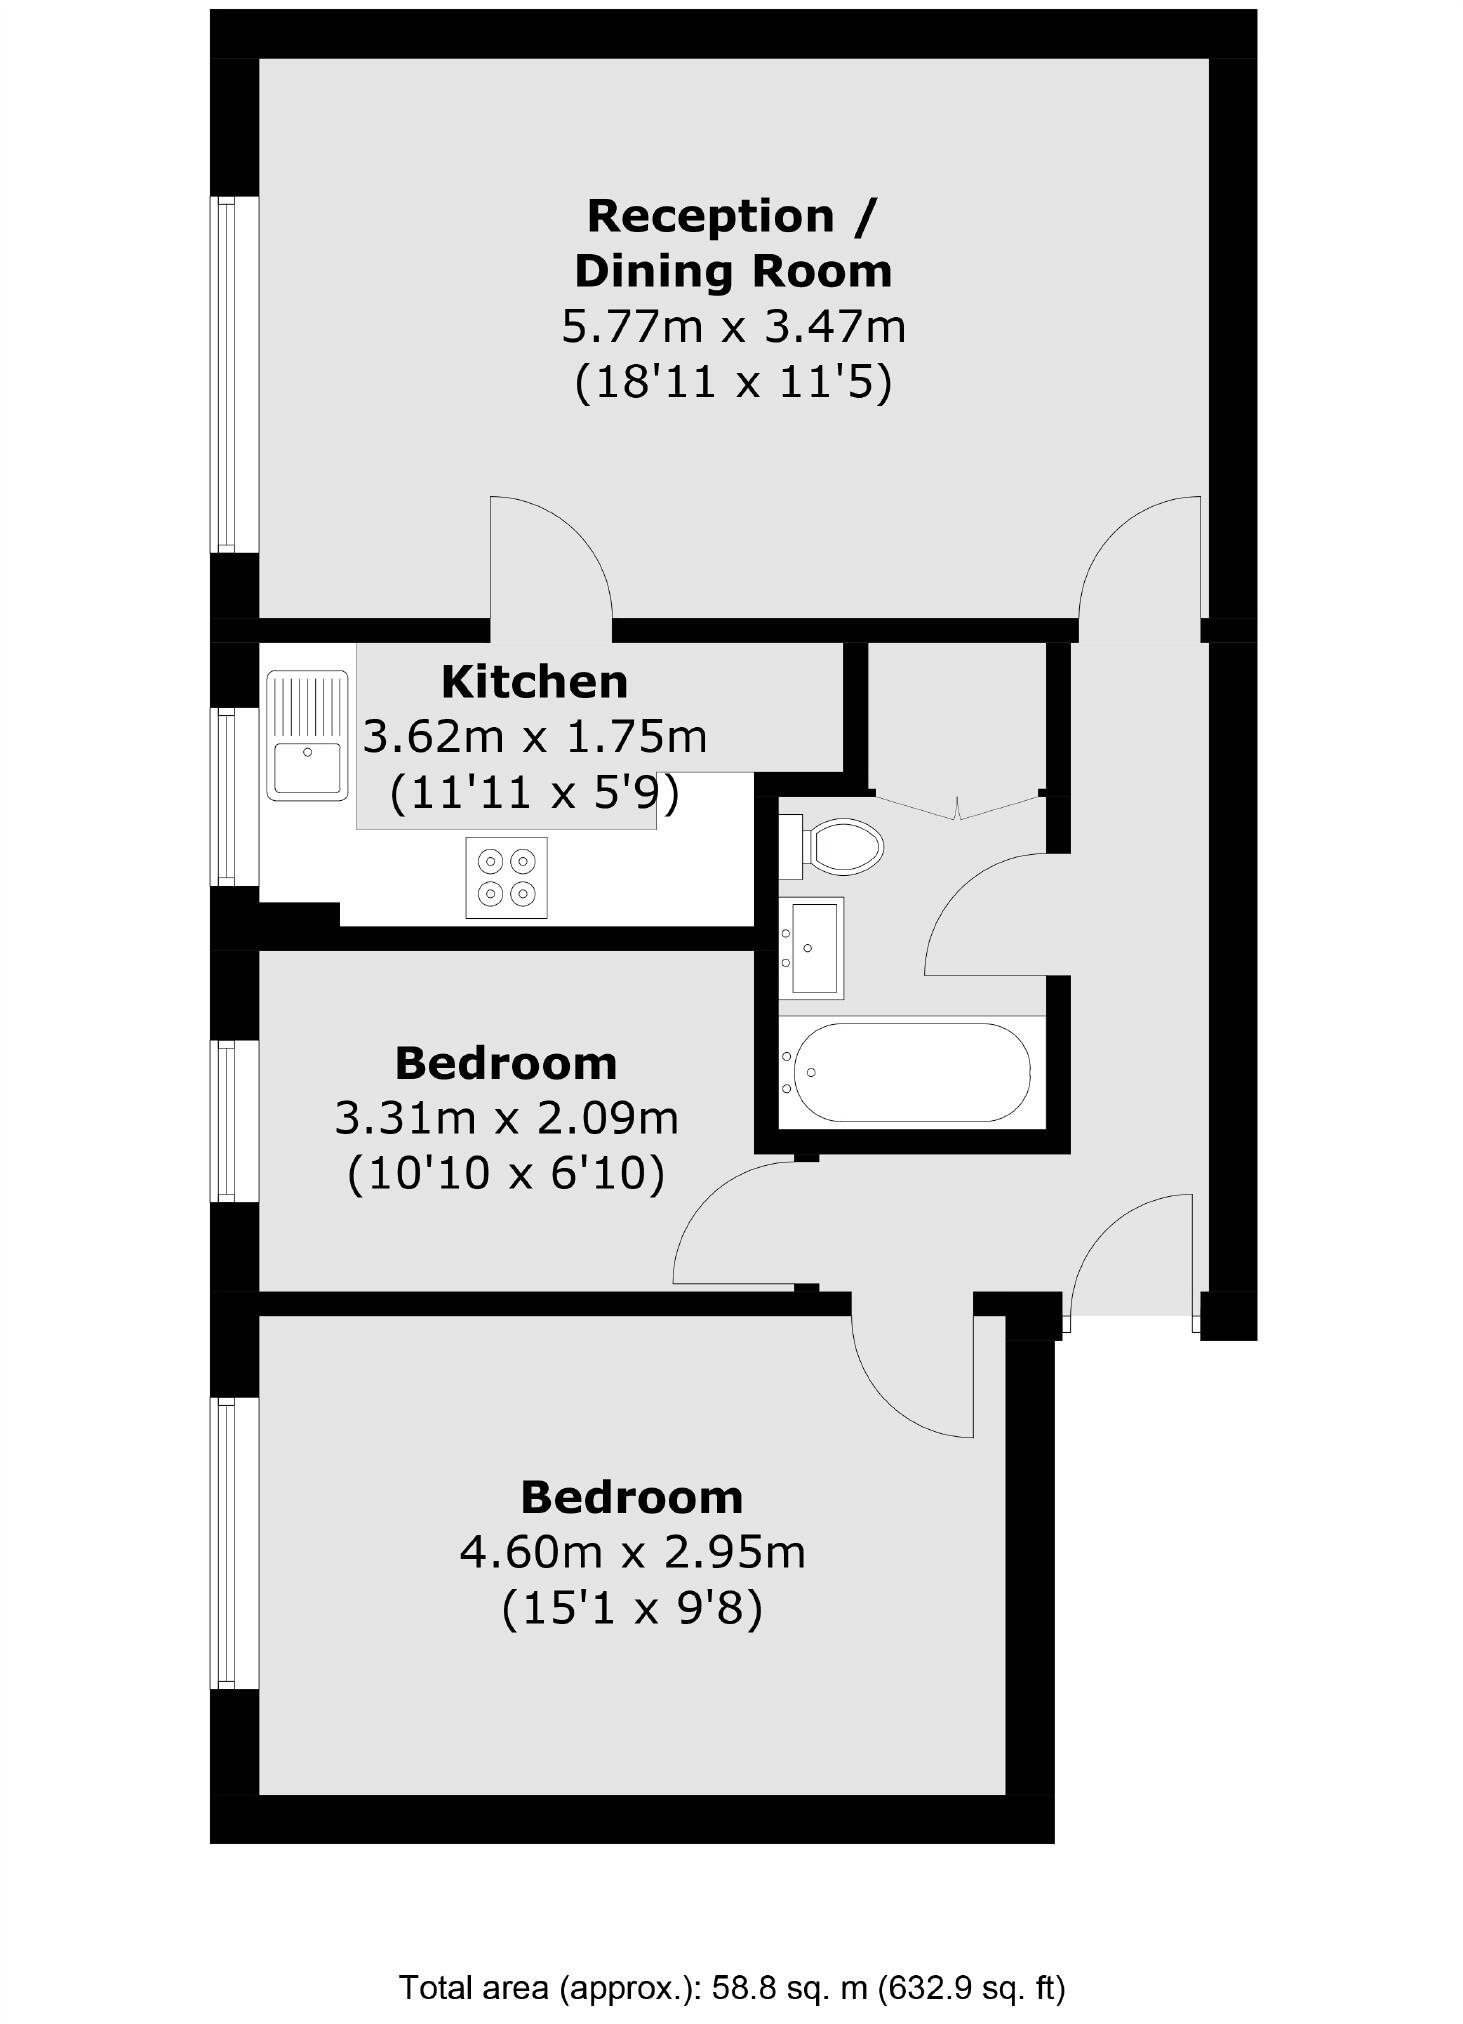 Reception /
Dining Room
5.77m x 3.47m
(18'11 x 11'5)
Kitchen
3.62m x 1.75m
(11'11 x 5'9)
Bedroom
3.31m x 2.09m
(10'10 x 6'10)
Bedroom
4.60m x 2.95m
(15'1 x 9'8)
Total area (approx.): 58.8 sq. m (632.9 sq. ft)